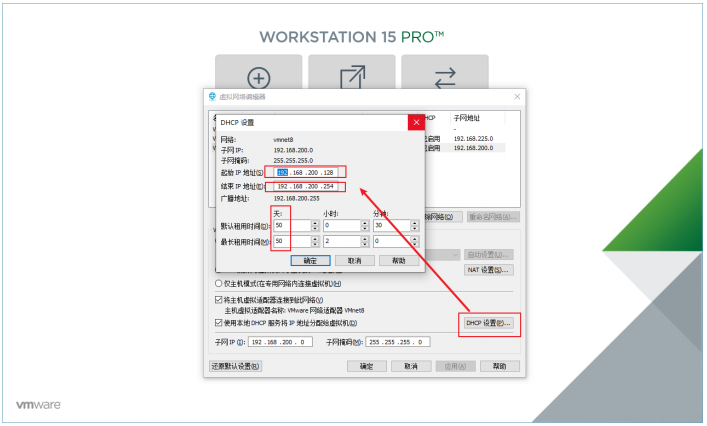 WORKSTATION 15 PRO™
虚拟网络编辑器
DHCP 设置
HCP 子网地址
-
已启用 192.168.225.0
已启用 192.168.200.0
网络: vmnet8
子网 IP: 192.168.200.0
子网掩码: 255.255.255.0
起始 IP 地址(S): 192 . 168 . 200 . 128
结束 IP 地址(E): 192 . 168 . 200 . 254
广播地址: 192.168.200.255
天: 小时: 分钟:
默认租用时间(D): 50 0 30
最长租用时间(M): 50 2 0
确定 取消 帮助
除网络(O) 重命名网络(A)...
自动设置(U)...
NAT 设置(S)...
仅主机模式(在专用网络内连接虚拟机)(H)
将主机虚拟适配器连接到此网络(V)
主机虚拟适配器名称: VMware 网络适配器 VMnet8
使用本地 DHCP 服务将 IP 地址分配给虚拟机(D)
DHCP 设置(P)...
子网 IP (I): 192 . 168 . 200 . 0 子网掩码(M): 255 . 255 . 255 . 0
还原默认设置(R) 确定 取消 应用(A) 帮助
vmware